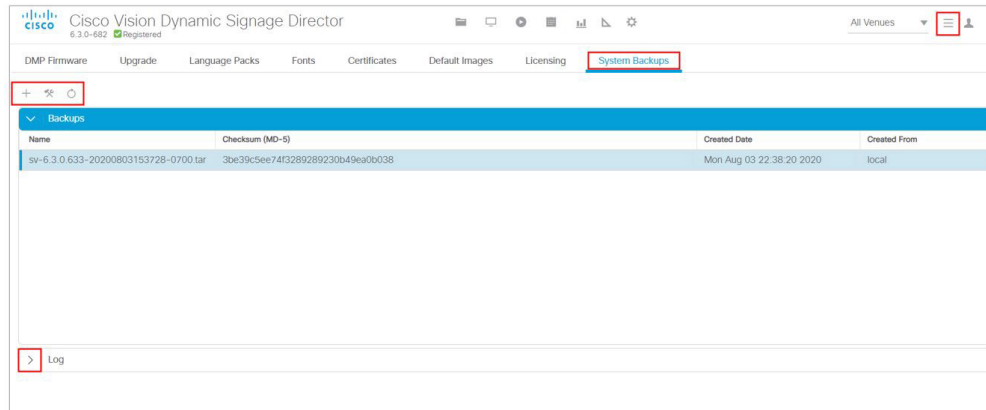 CISCO
Cisco Vision Dynamic Signage Director
6.3.0-682 Registered
All Venues
DMP Firmware Upgrade Language Packs Fonts Certificates Default Images Licensing System Backups
Backups
Name Checksum (MD-5) Created Date Created From
sv-6.3.0.633-20200803153728-0700.tar 3be39c5ee74f3289289230b49ea0b038 Mon Aug 03 22:38:20 2020 local
Log